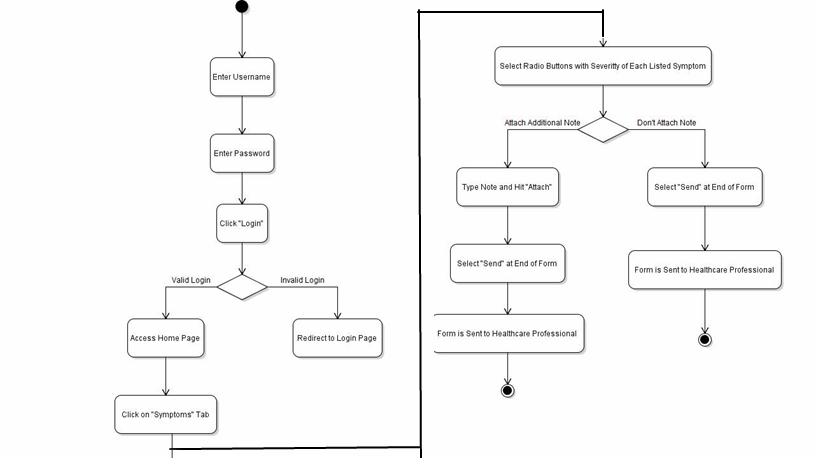 Enter Username
Enter Password
Click "Login"
Valid Login
Invalid Login
Access Home Page
Redirect to Login Page
Click on "Symptoms" Tab
Select Radio Buttons with Severitty of Each Listed Symptom
Attach Additional Note
Don't Attach Note
Type Note and Hit "Attach"
Select "Send" at End of Form
Select "Send" at End of Form
Form is Sent to Healthcare Professional
Form is Sent to Healthcare Professional